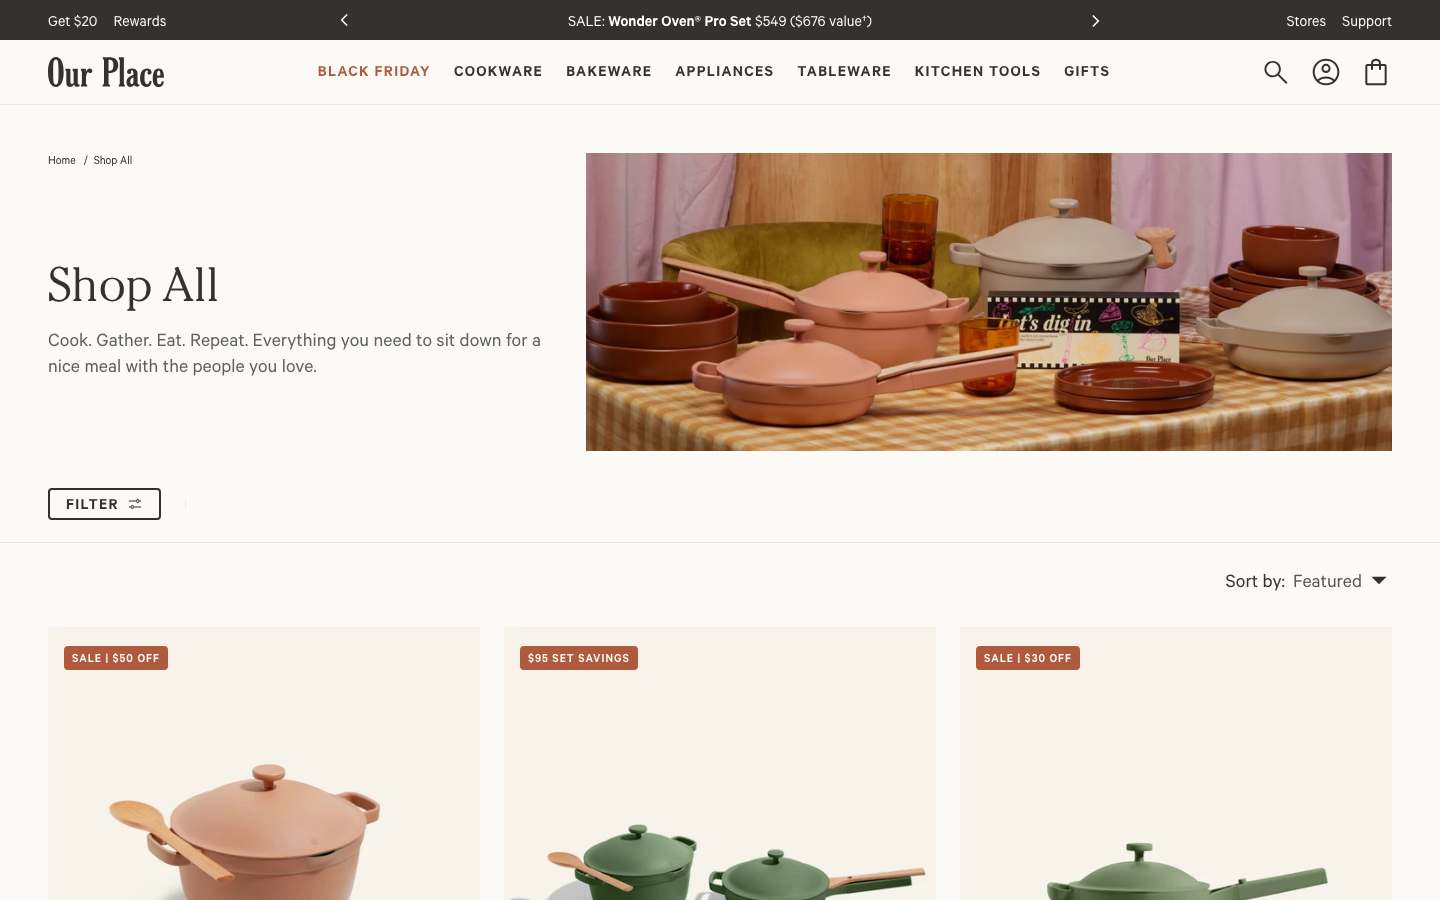 Get $20 Rewards
SALE: Wonder Oven® Pro Set $549 ($676 value†)
Stores Support
Our Place
BLACK FRIDAY COOKWARE BAKEWARE APPLIANCES TABLEWARE KITCHEN TOOLS GIFTS
Home / Shop All
Shop All
Cook. Gather. Eat. Repeat. Everything you need to sit down for a
nice meal with the people you love.
Let's dig in
Our Place
FILTER
Sort by: Featured
SALE | $50 OFF
$95 SET SAVINGS
SALE | $30 OFF